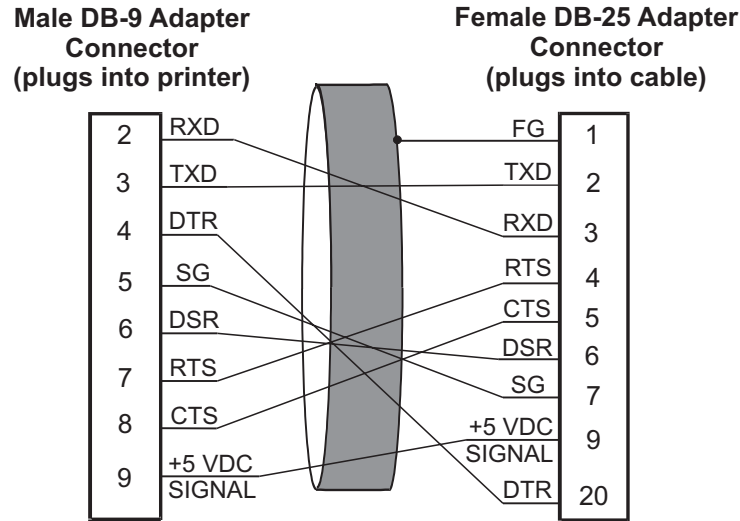 Male DB-9 Adapter
Connector
(plugs into printer)
Female DB-25 Adapter
Connector
(plugs into cable)
2 RXD
3 TXD
4 DTR
5 SG
6 DSR
7 RTS
8 CTS
9 +5 VDC
SIGNAL
FG 1
TXD 2
RXD 3
RTS 4
CTS 5
DSR 6
SG 7
+5 VDC 9
SIGNAL
DTR 20